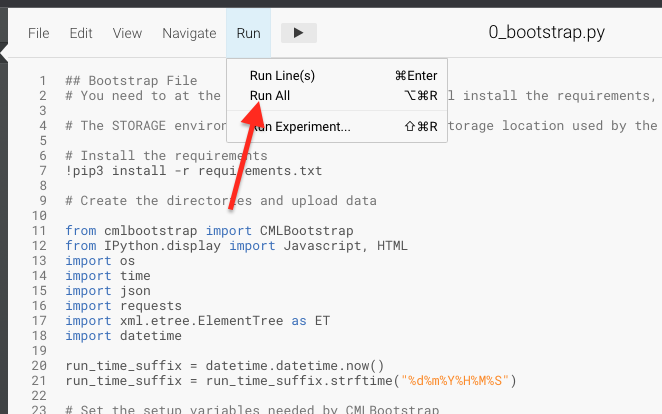 File Edit View Navigate Run 0_bootstrap.py
Run Line(s) ⌘Enter
Run All ⌥⌘R
Run Experiment... ⇧⌘R
1 ## Bootstrap File
2 # You need to at the l install the requirements,
3
4 # The STORAGE environ torage location used by the
5
6 # Install the requirements
7 !pip3 install -r requirements.txt
8
9 # Create the directories and upload data
10
11 from cmlbootstrap import CMLBootstrap
12 from IPython.display import Javascript, HTML
13 import os
14 import time
15 import json
16 import requests
17 import xml.etree.ElementTree as ET
18 import datetime
19
20 run_time_suffix = datetime.datetime.now()
21 run_time_suffix = run_time_suffix.strftime("%d%m%Y%H%M%S")
22
23 # Set the setup variables needed by CMLBootstrap